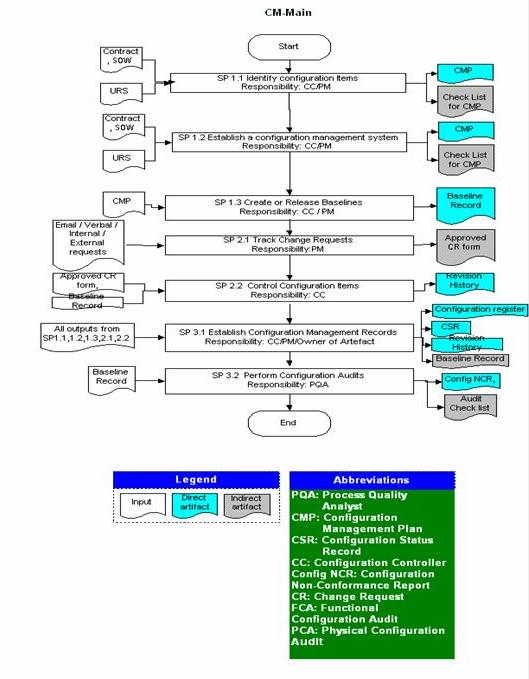 CM-Main
Start
Contract
, SOW
URS
SP 1.1 Identify configuration Items
Responsibility: CC/PM
CMP
Check List
for CMP
Contract
, SOW
URS
SP 1.2 Establish a configuration management system
Responsibility: CC/PM
CMP
Check List
for CMP
CMP
SP 1.3 Create or Release Baselines
Responsibility: CC / PM
Baseline
Record
Email / Verbal /
Internal /
External
requests
SP 2.1 Track Change Requests
Responsibility:PM
Approved
CR form
Approved CR
form,
Baseline
Record
SP 2.2 Control Configuration Items
Responsibility: CC
Revision
History
All outputs from
SP1.1,1.2,1.3,2.1,2.2
SP 3.1 Establish Configuration Management Records
Responsibility: CC/PM/Owner of Artefact
Configuration register
CSR
Revision
History
Baseline Record
Baseline
Record
SP 3.2 Perform Configuration Audits
Responsibility: PQA
Config NCR,
Audit
Check list
End
Legend
Input
Direct
artifact
Indirect
artifact
Abbreviations
PQA: Process Quality
Analyst
CMP: Configuration
Management Plan
CSR: Configuration Status
Record
CC: Configuration Controller
Config NCR: Configuration
Non-Conformance Report
CR: Change Request
FCA: Functional
Configuration Audit
PCA: Physical Configuration
Audit